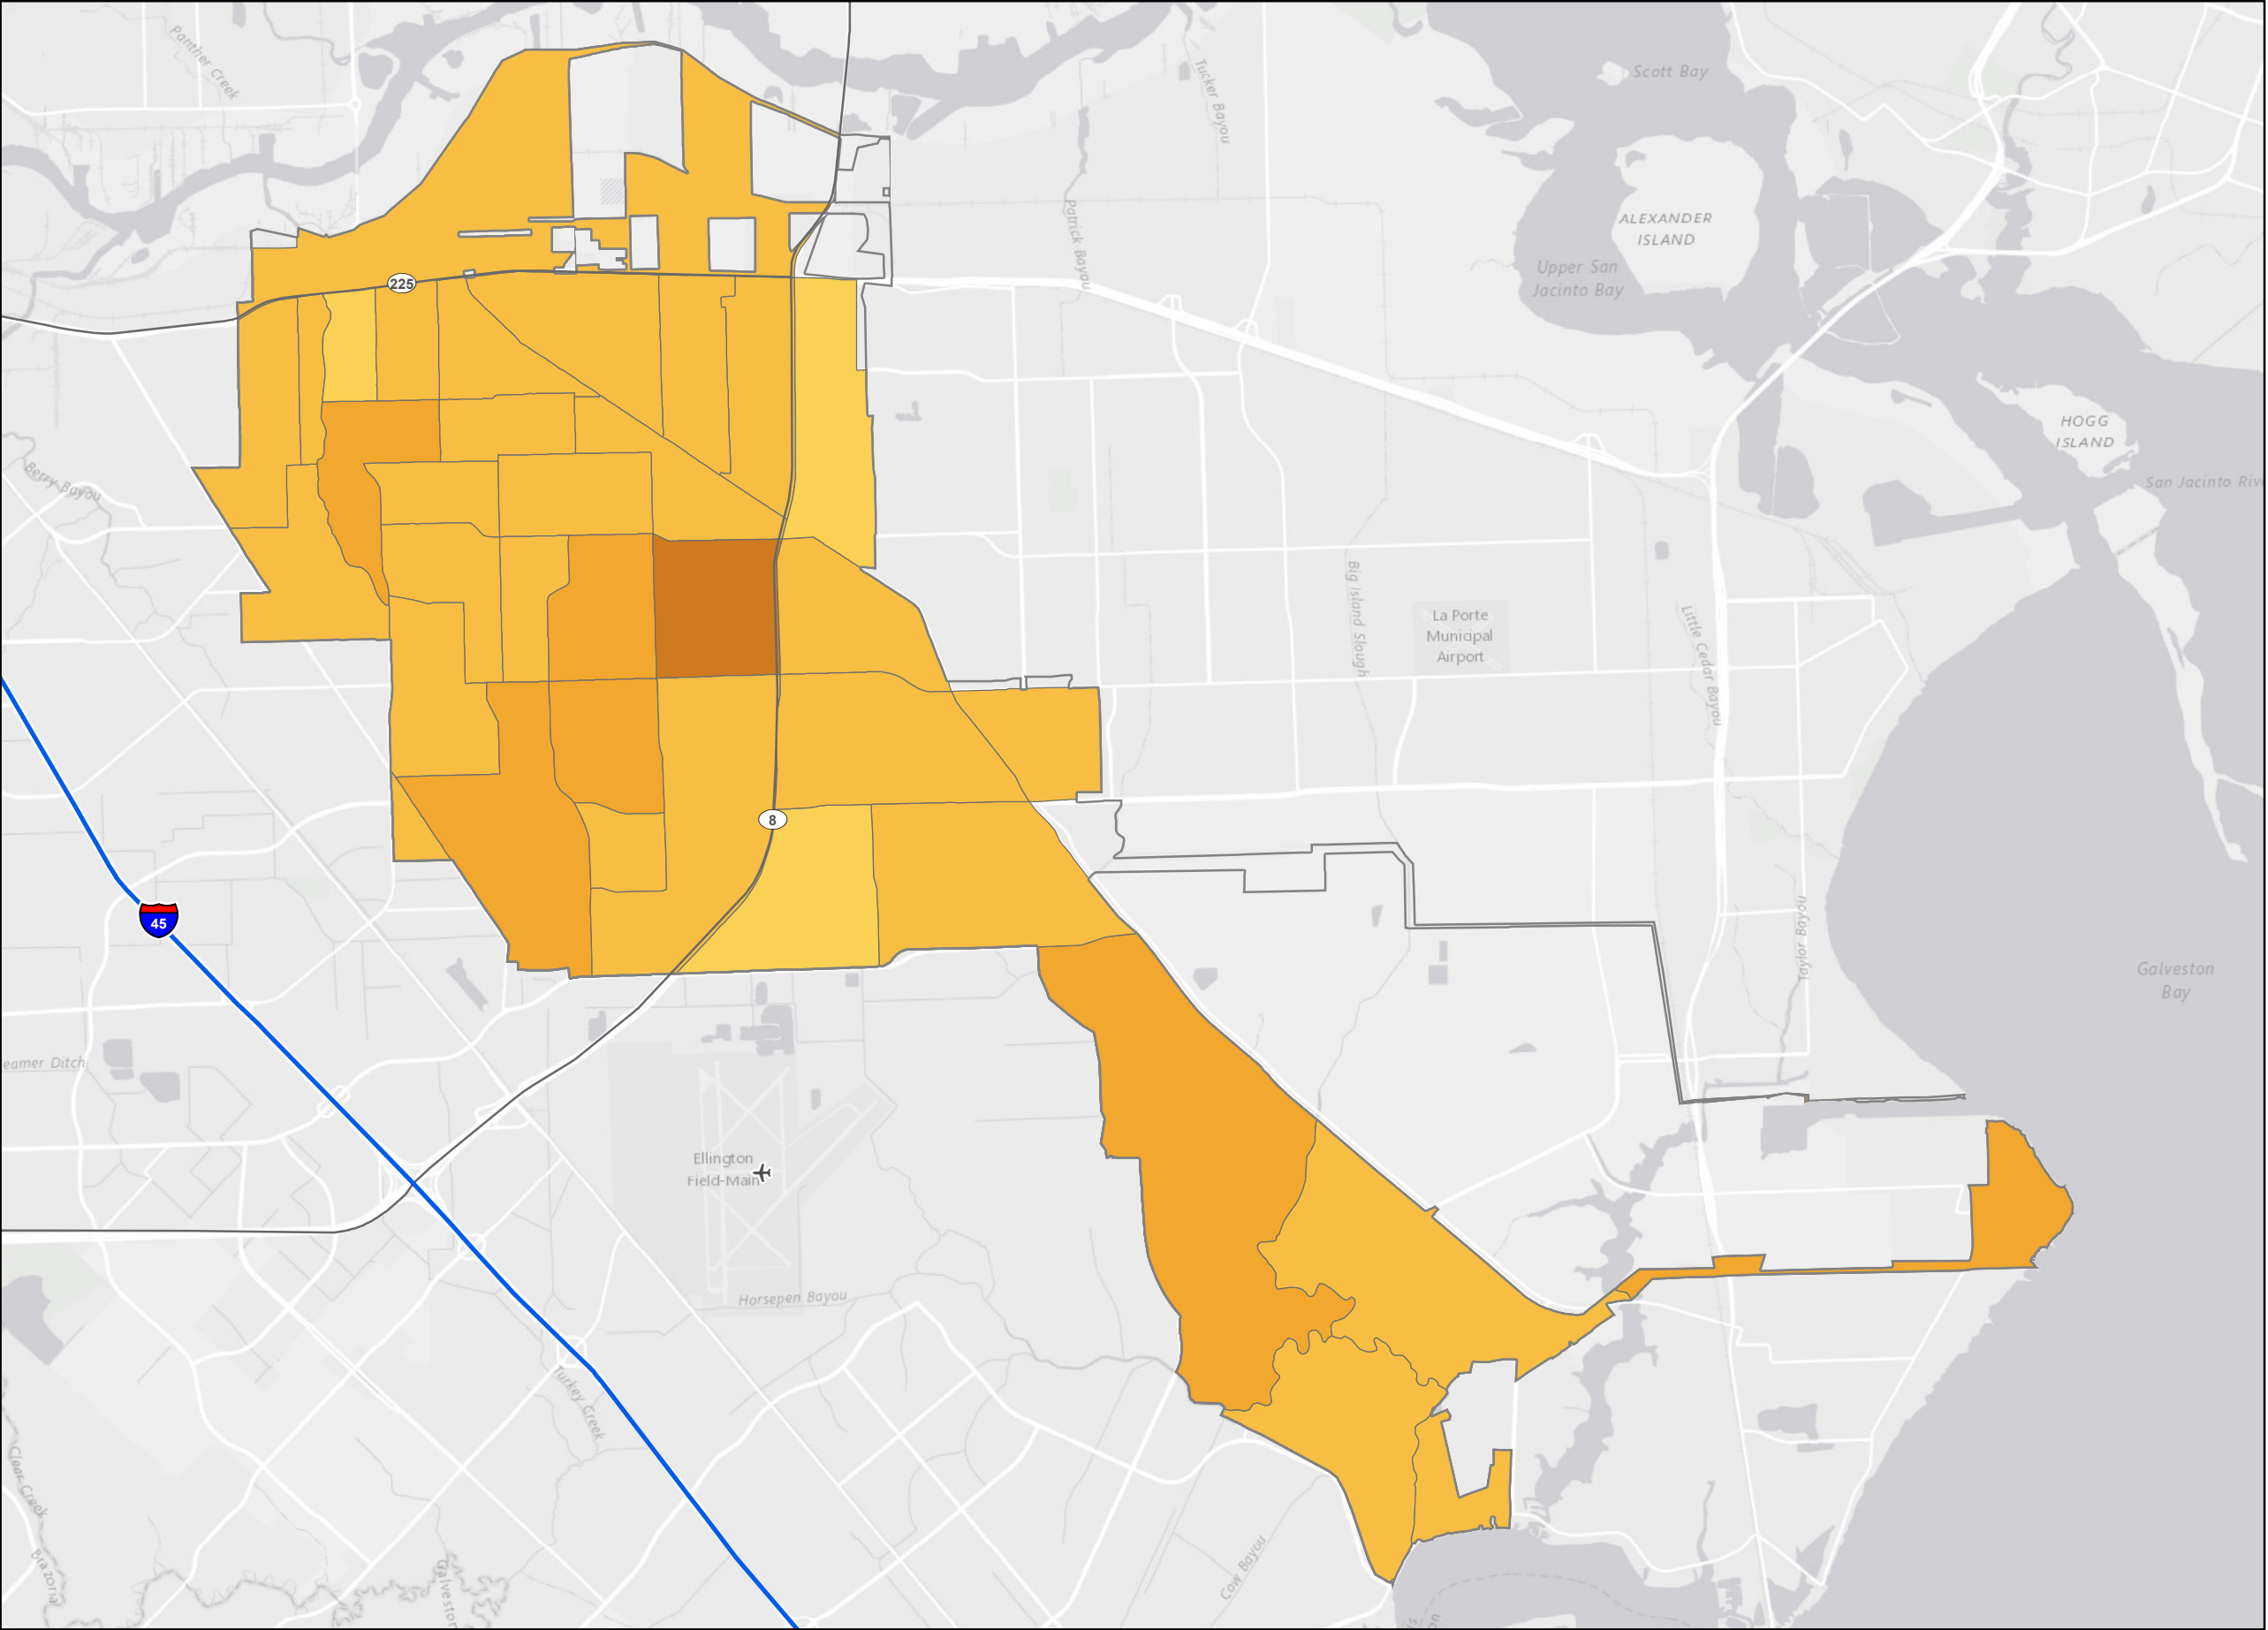 Panther Creek
Tucker Bayou
Scott Bay
ALEXANDER
ISLAND
Patrick Bayou
Upper San
Jacinto Bay
225
HOGG
ISLAND
Berry Bayou
San Jacinto Riv
La Porte
Municipal
Airport
Big Island Slough
Little Cedar Bayou
8
45
Taylor Bayou
Galveston
Bay
eamer Ditch
Ellington
Field-Main
Horsepen Bayou
Turkey Creek
Clear Creek
Brazoria
Galveston
Cow Bayou